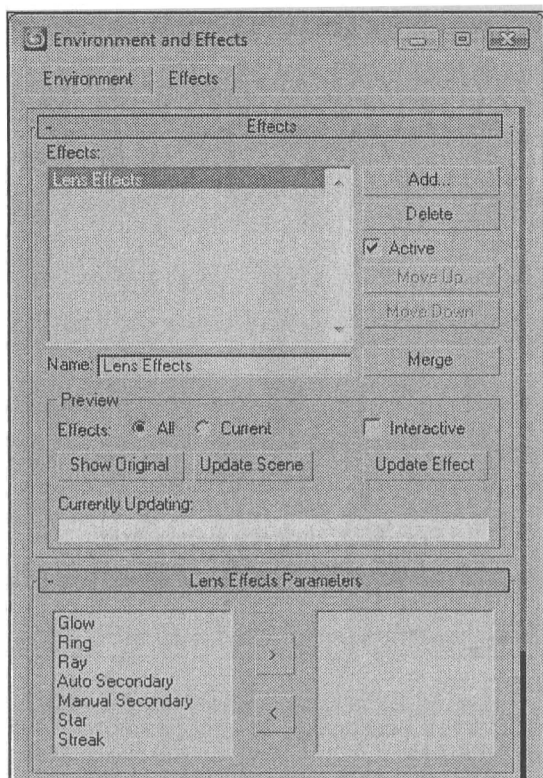 Environment and Effects
Environment Effects
- Effects
Effects:
Lens Effects
Add...
Delete
Active
Move Up
Move Down
Name: Lens Effects
Merge
Preview
Effects: All Current Interactive
Show Original Update Scene Update Effect
Currently Updating:
- Lens Effects Parameters
Glow
Ring
Ray
Auto Secondary
Manual Secondary
Star
Streak
>
<